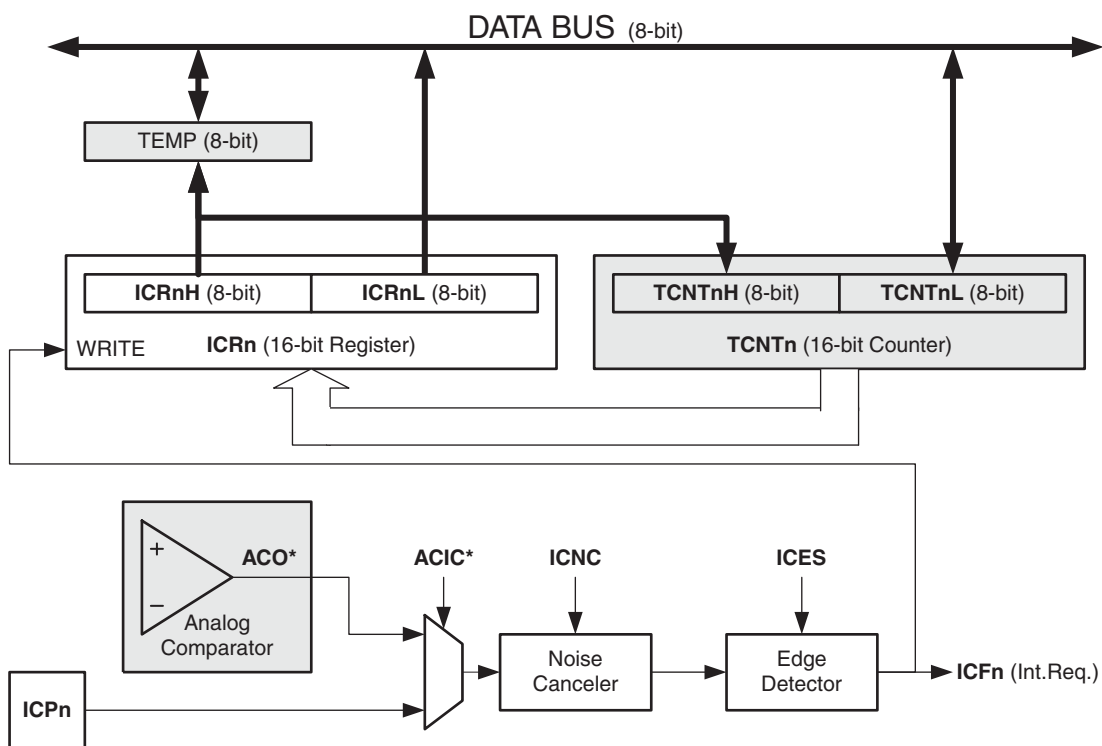 DATA BUS (8-bit)
TEMP (8-bit)
ICRnH (8-bit)
ICRnL (8-bit)
TCNTnH (8-bit)
TCNTnL (8-bit)
WRITE
ICRn (16-bit Register)
TCNTn (16-bit Counter)
+
ACO*
ACIC*
ICNC
ICES
−
Analog
Comparator
Noise
Canceler
Edge
Detector
ICFn (Int.Req.)
ICPn